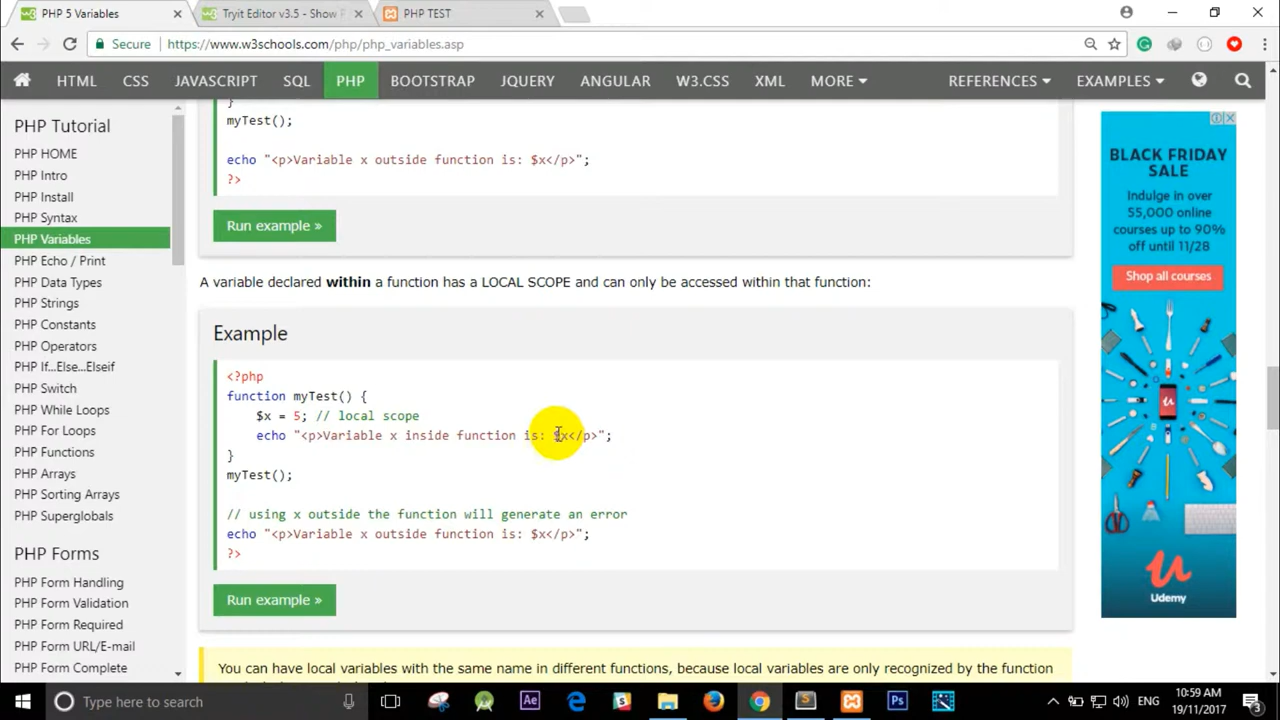 PHP 5 Variables
Tryit Editor v3.5 - Show F
PHP TEST
Secure
https://www.w3schools.com/php/php_variables.asp
HTML CSS JAVASCRIPT SQL PHP BOOTSTRAP JQUERY ANGULAR W3.CSS XML MORE REFERENCES EXAMPLES
PHP Tutorial
PHP HOME
PHP Intro
PHP Install
PHP Syntax
PHP Variables
PHP Echo / Print
PHP Data Types
PHP Strings
PHP Constants
PHP Operators
PHP If...Else...Elseif
PHP Switch
PHP While Loops
PHP For Loops
PHP Functions
PHP Arrays
PHP Sorting Arrays
PHP Superglobals
PHP Forms
PHP Form Handling
PHP Form Validation
PHP Form Required
PHP Form URL/E-mail
PHP Form Complete
}
myTest();
echo "<p>Variable x outside function is: $x</p>";
?>
Run example »
A variable declared within a function has a LOCAL SCOPE and can only be accessed within that function:
Example
<?php
function myTest() {
$x = 5; // local scope
echo "<p>Variable x inside function is: $x</p>";
}
myTest();
// using x outside the function will generate an error
echo "<p>Variable x outside function is: $x</p>";
?>
Run example »
You can have local variables with the same name in different functions, because local variables are only recognized by the function
BLACK FRIDAY
SALE
Indulge in over
55,000 online
courses up to 90%
off until 11/28
Shop all courses
Udemy
Type here to search
ENG
10:59 AM
19/11/2017
3